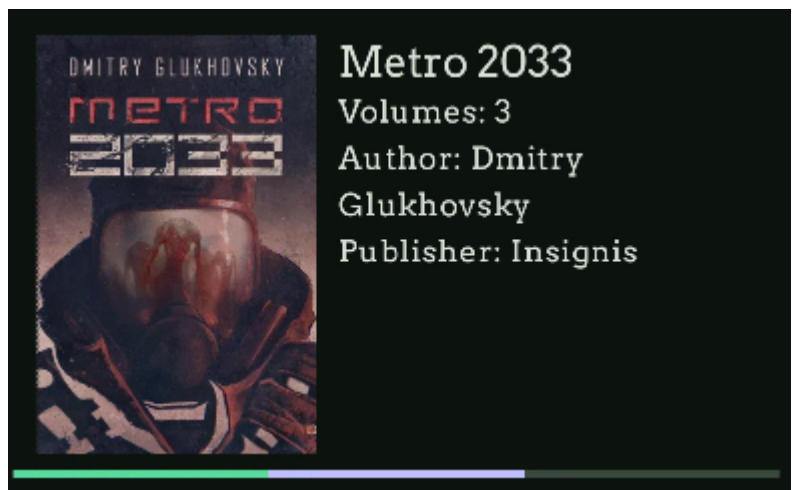 DMITRY GLUKHOVSKY
METRO
2033
Metro 2033
Volumes: 3
Author: Dmitry
Glukhovsky
Publisher: Insignis